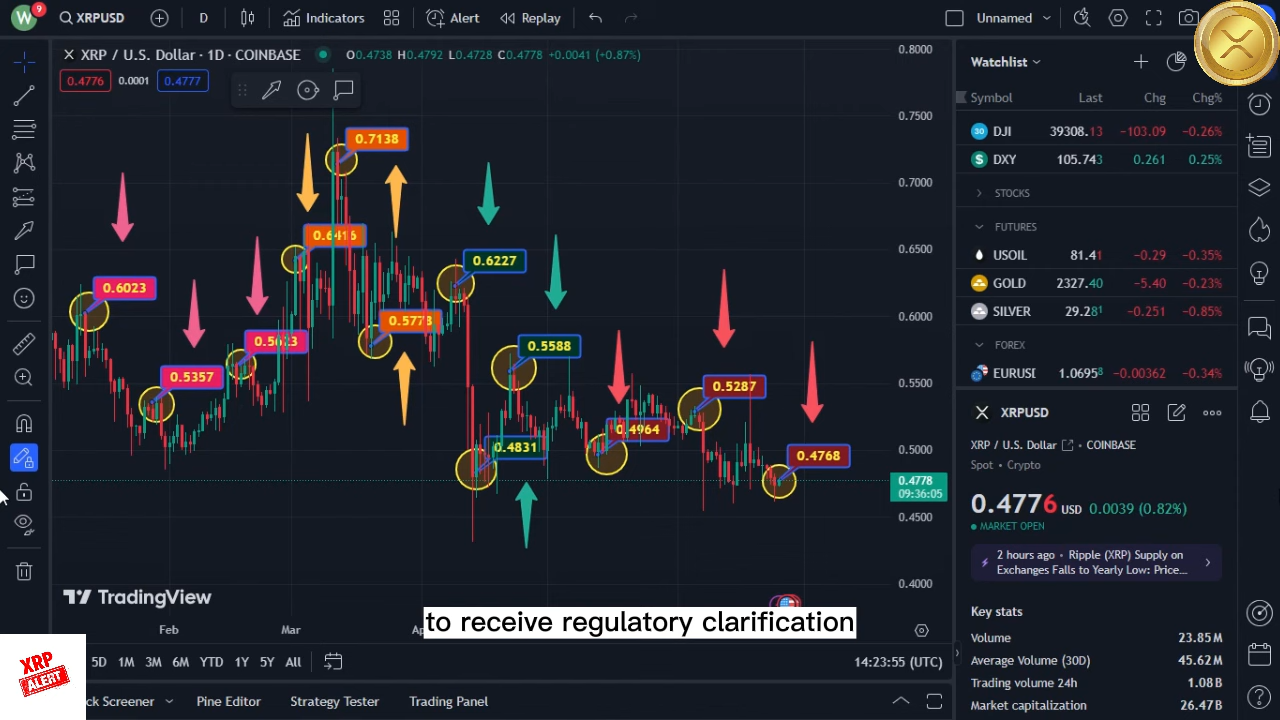 W 9 XRPUSD D Indicators Alert Replay Unnamed
XRP / U.S. Dollar · 1D · COINBASE O0.4738 H0.4792 L0.4728 C0.4778 +0.0041 (+0.87%)
0.4776 0.0001 0.4777
0.8000
0.7500
0.7000
0.6500
0.6000
0.5500
0.5000
0.4778
09:36:05
0.4500
0.4000
0.7138
0.6416
0.6227
0.6023
0.5778
0.5623
0.5588
0.5357
0.5287
0.4964
0.4831
0.4768
TradingView
to receive regulatory clarification
Feb Mar
XRP
ALERT
5D 1M 3M 6M YTD 1Y 5Y All 14:23:55 (UTC)
Pine Editor Strategy Tester Trading Panel
Watchlist
Symbol Last Chg Chg%
30 DJI 39308.13 −103.09 −0.26%
$ DXY 105.743 0.261 0.25%
STOCKS
FUTURES
USOIL 81.41 −0.29 −0.35%
GOLD 2327.40 −5.40 −0.23%
SILVER 29.281 −0.251 −0.85%
FOREX
EURUSI 1.06958 −0.00362 −0.34%
XRPUSD
XRP / U.S. Dollar COINBASE
Spot • Crypto
0.4776 USD 0.0039 (0.82%)
MARKET OPEN
2 hours ago • Ripple (XRP) Supply on
Exchanges Falls to Yearly Low: Price...
Key stats
Volume 23.85M
Average Volume (30D) 45.62M
Trading volume 24h 1.08B
Market capitalization 26.47B